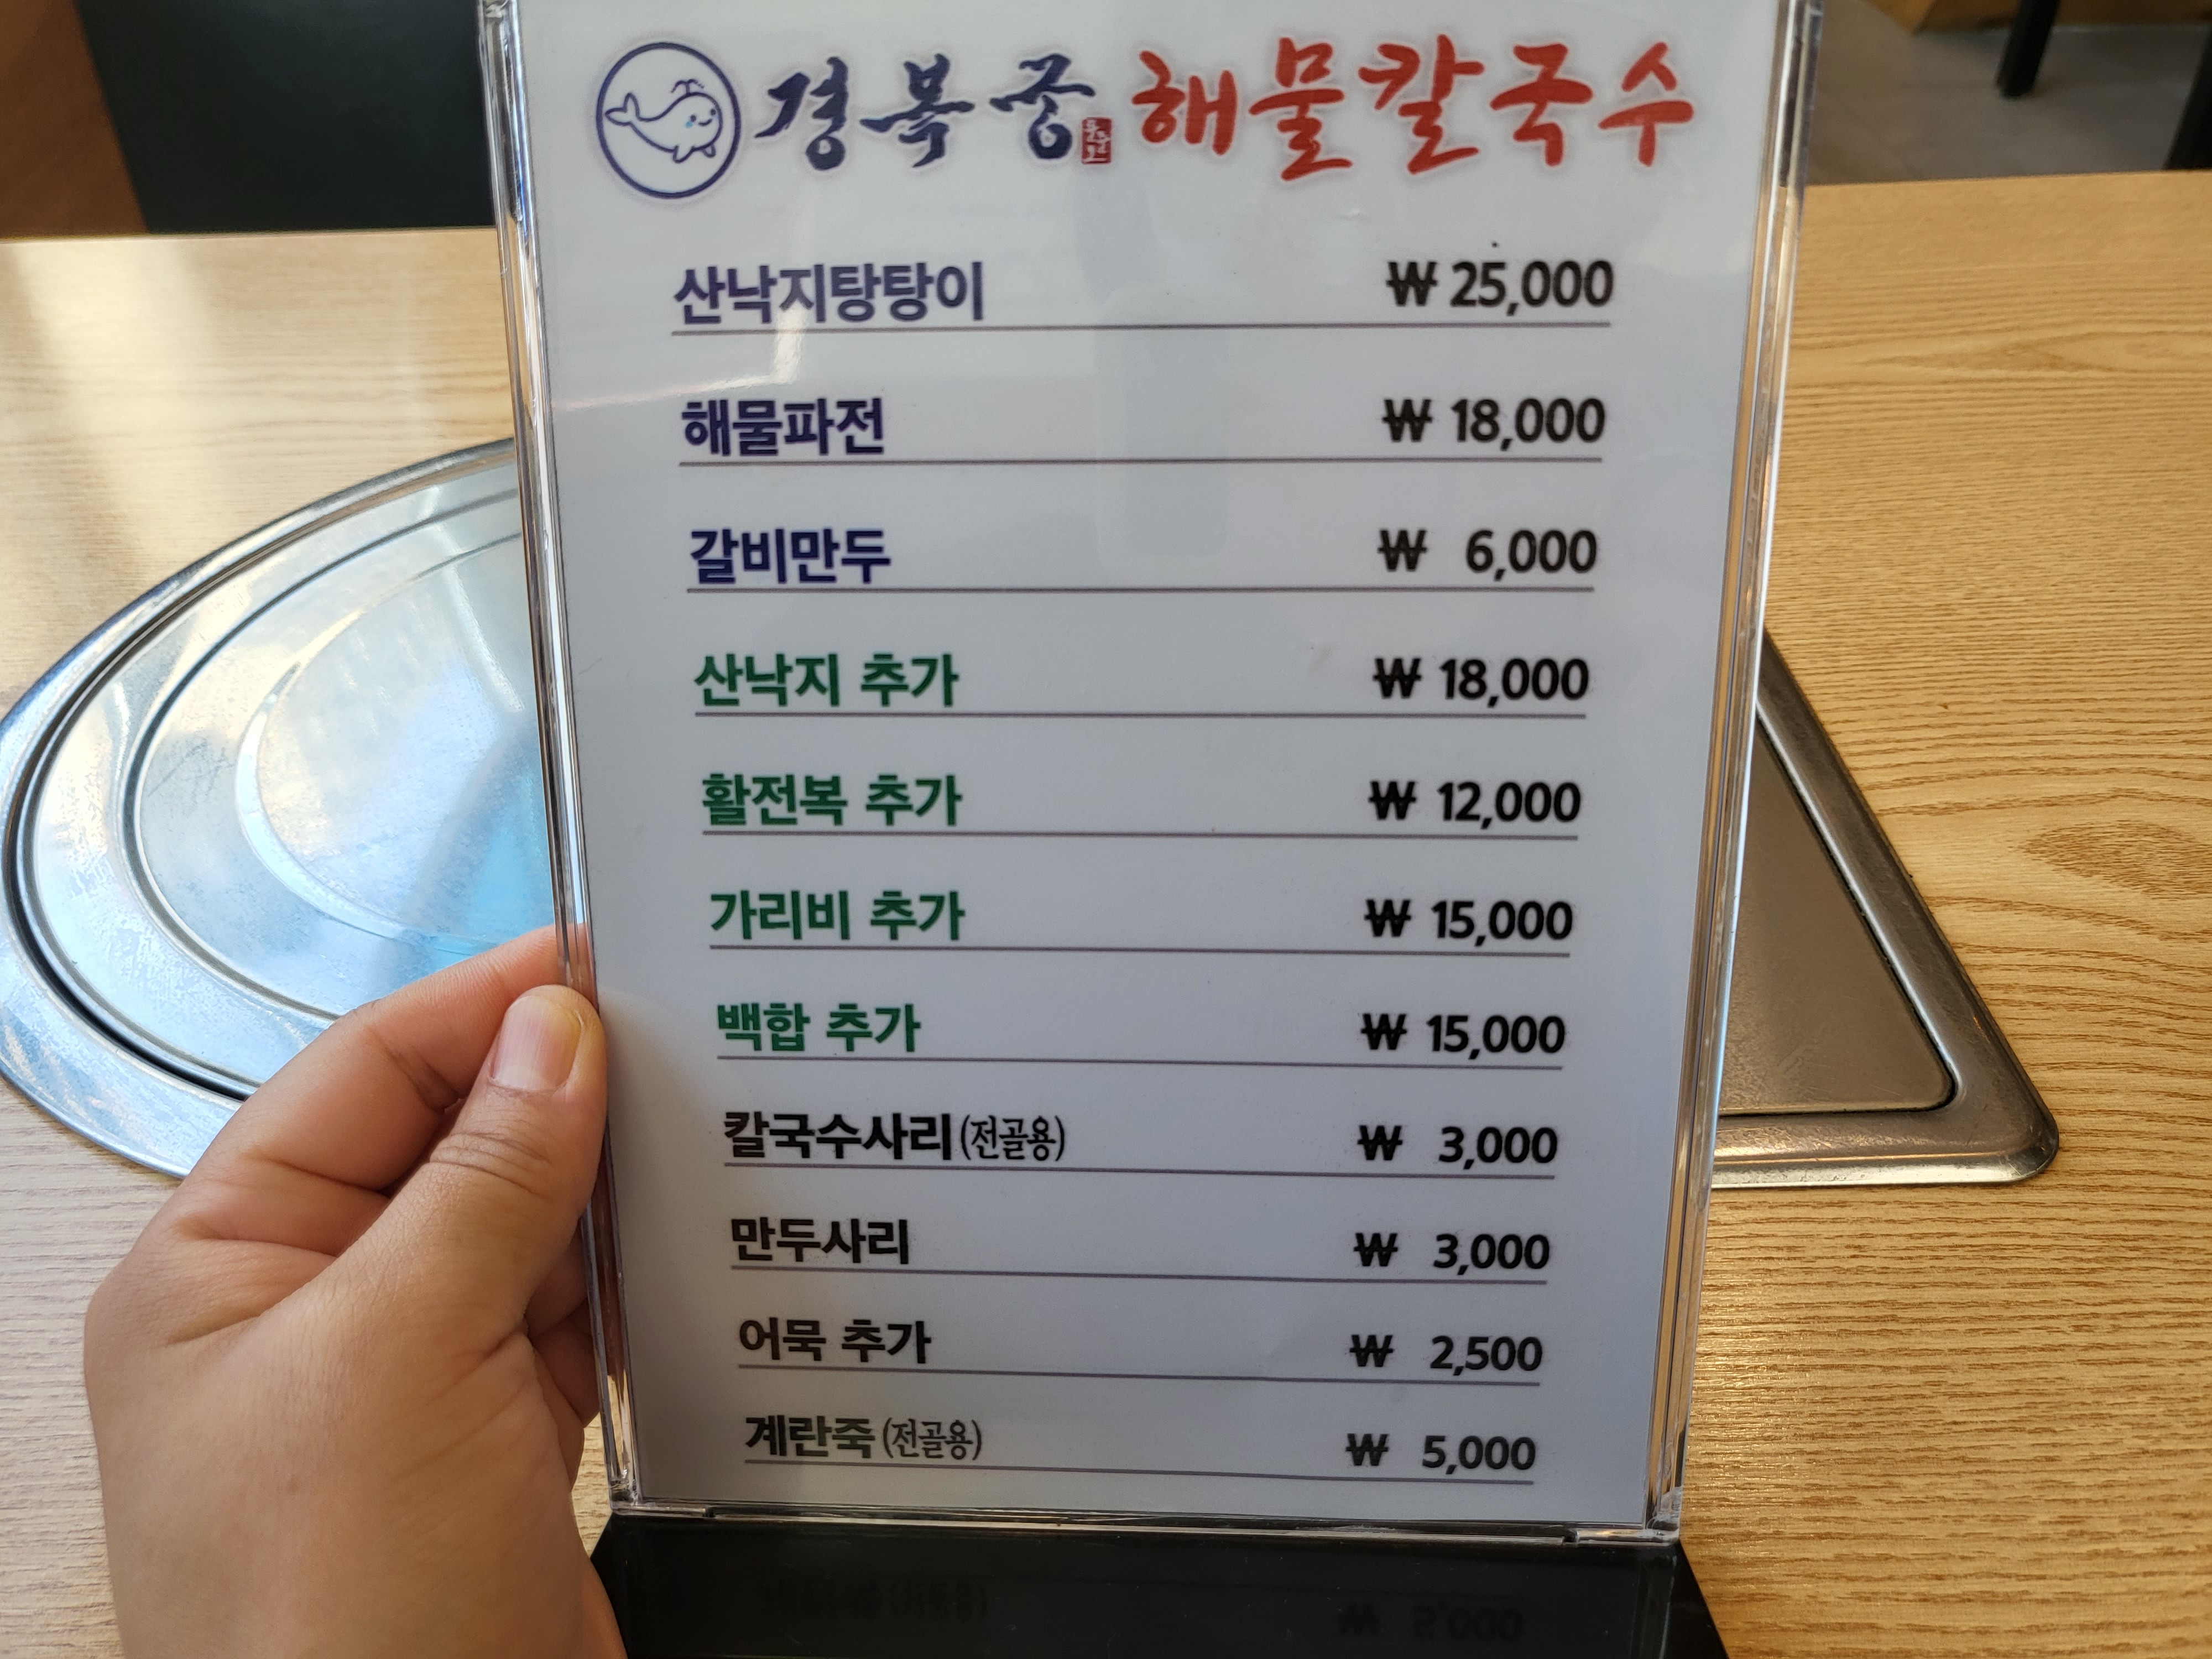 경복궁 해물칼국수
산낙지탕탕이 ₩ 25,000
해물파전 ₩ 18,000
갈비만두 ₩ 6,000
산낙지 추가 ₩ 18,000
활전복 추가 ₩ 12,000
가리비 추가 ₩ 15,000
백합 추가 ₩ 15,000
칼국수사리(전골용) ₩ 3,000
만두사리 ₩ 3,000
어묵 추가 ₩ 2,500
계란죽(전골용) ₩ 5,000